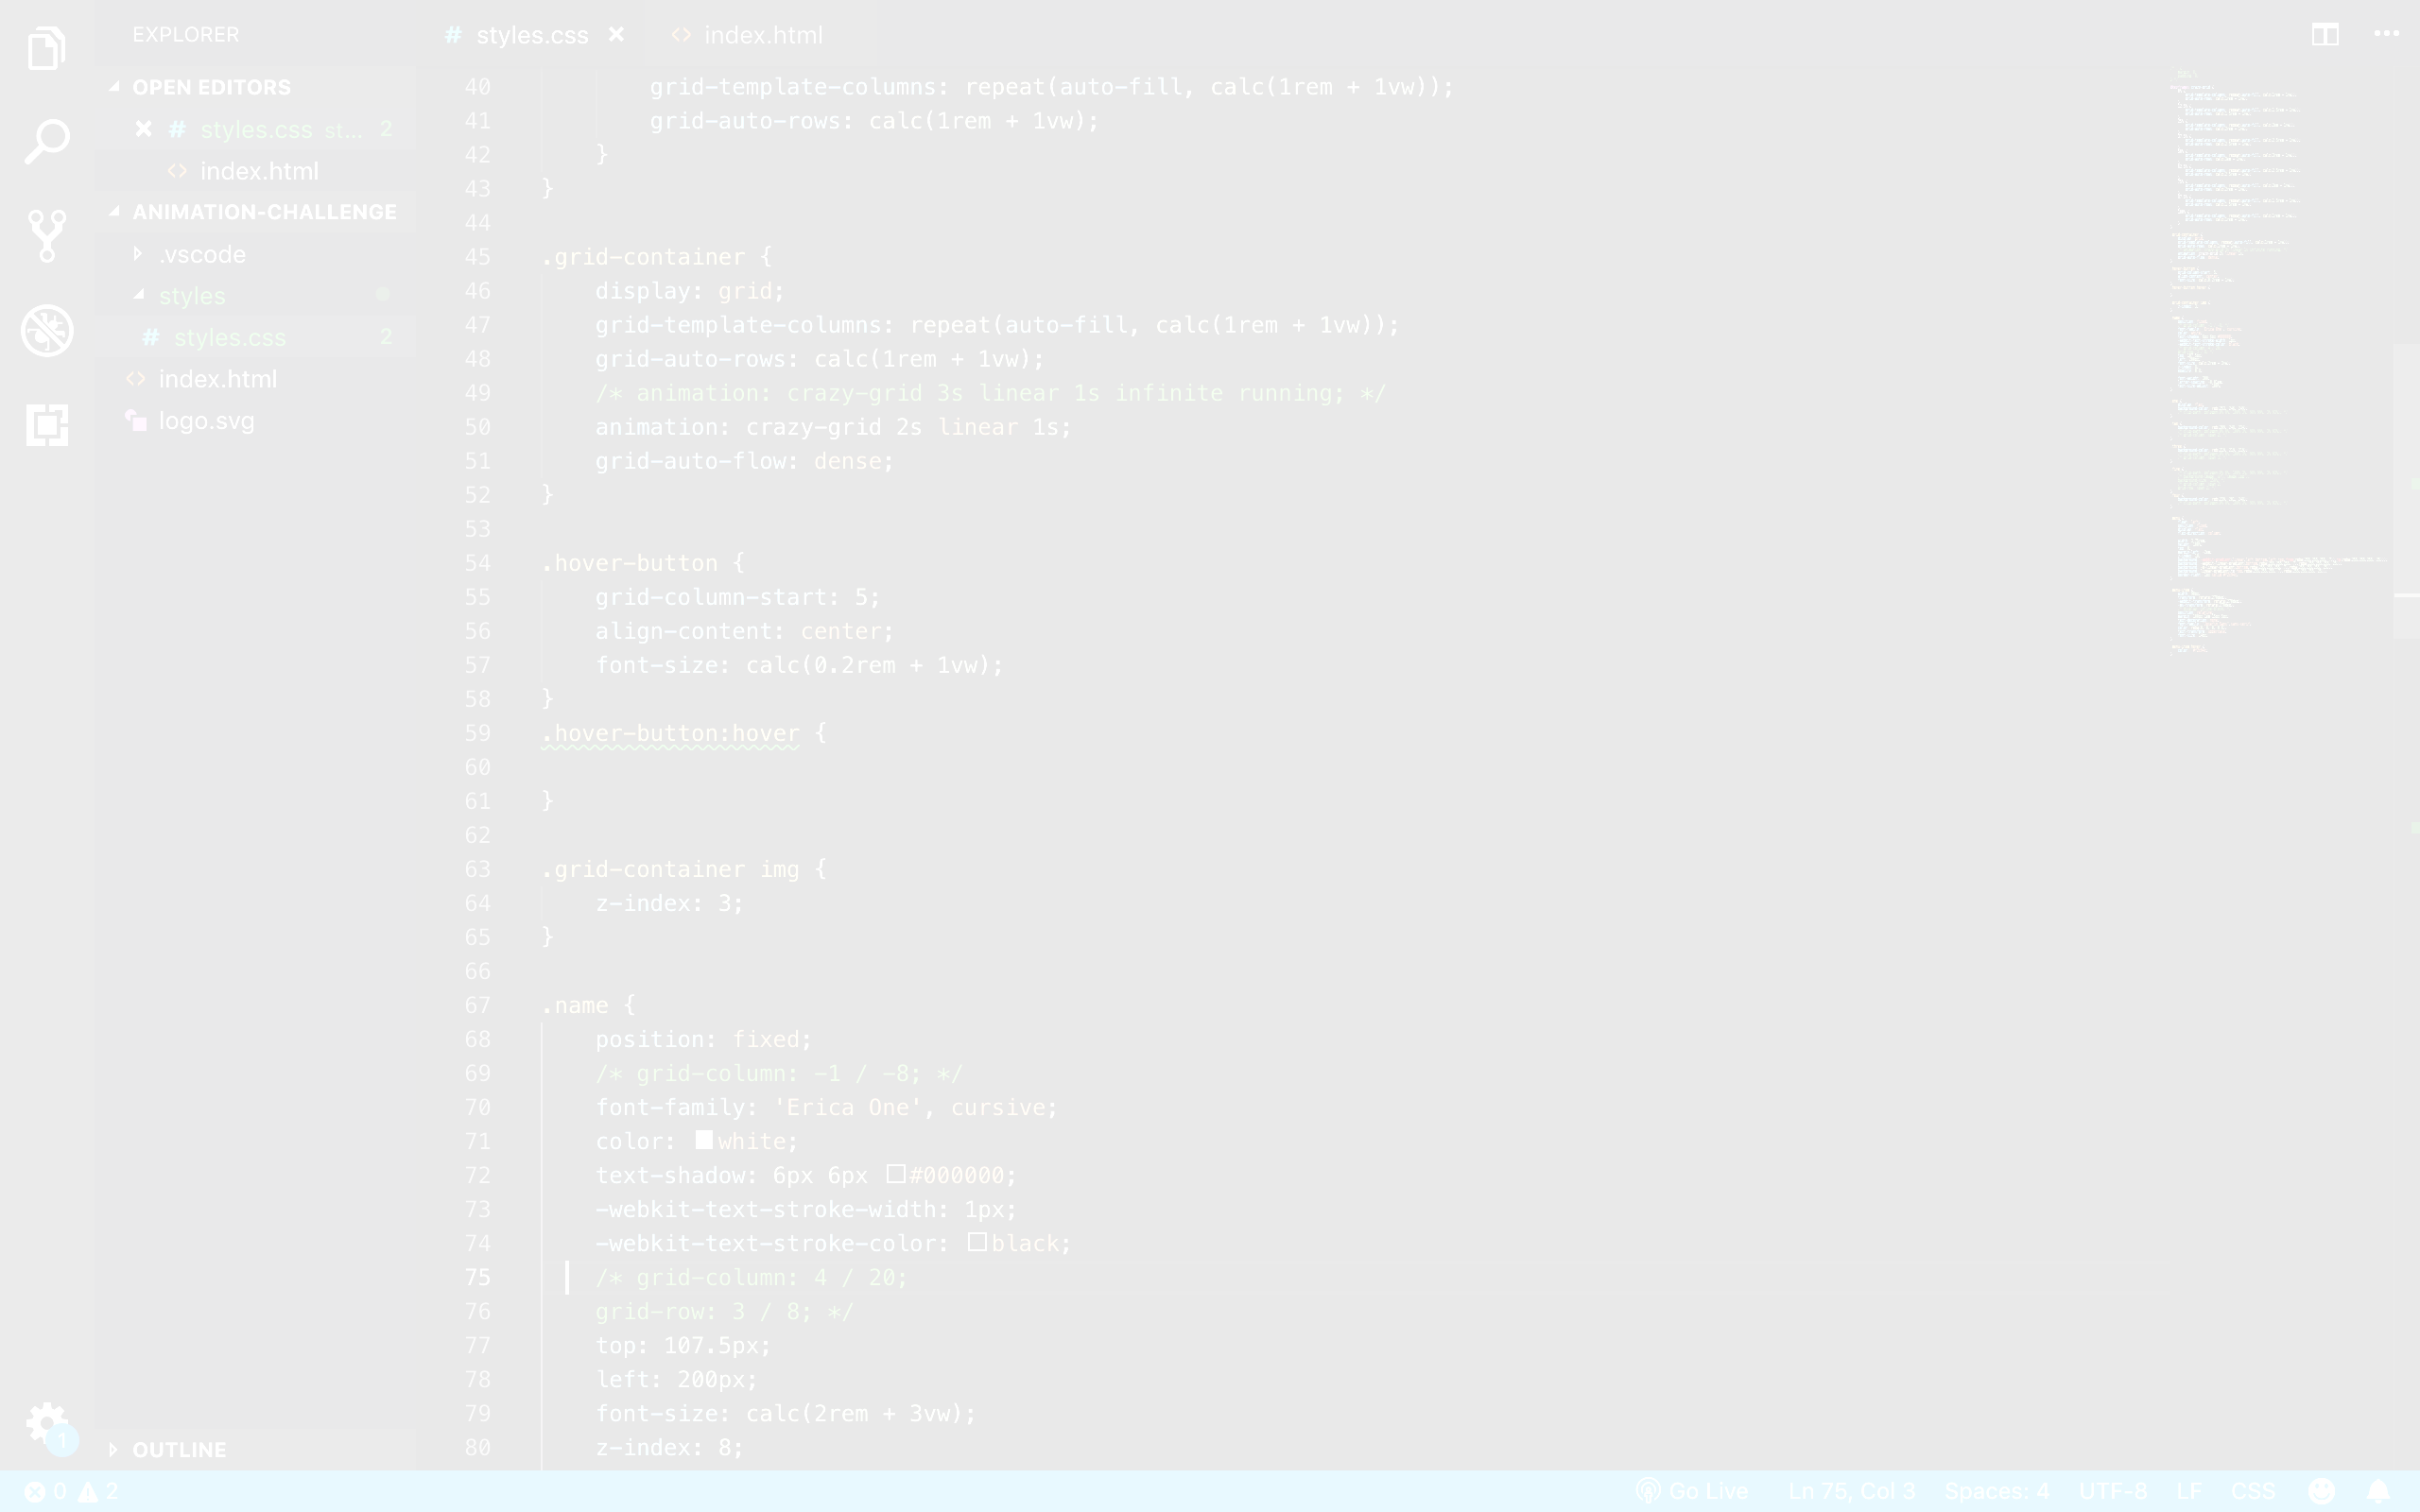 EXPLORER
OPEN EDITORS
styles.css st... 2
index.html
ANIMATION-CHALLENGE
.vscode
styles
styles.css 2
index.html
logo.svg
OUTLINE
1
styles.css
index.html
40 grid-template-columns: repeat(auto-fill, calc(1rem + 1vw));
41 grid-auto-rows: calc(1rem + 1vw);
42 }
43 }
44
45 .grid-container {
46 display: grid;
47 grid-template-columns: repeat(auto-fill, calc(1rem + 1vw));
48 grid-auto-rows: calc(1rem + 1vw);
49 /* animation: crazy-grid 3s linear 1s infinite running; */
50 animation: crazy-grid 2s linear 1s;
51 grid-auto-flow: dense;
52 }
53
54 .hover-button {
55 grid-column-start: 5;
56 align-content: center;
57 font-size: calc(0.2rem + 1vw);
58 }
59 .hover-button:hover {
60
61 }
62
63 .grid-container img {
64 z-index: 3;
65 }
66
67 .name {
68 position: fixed;
69 /* grid-column: -1 / -8; */
70 font-family: 'Erica One', cursive;
71 color: white;
72 text-shadow: 6px 6px #000000;
73 -webkit-text-stroke-width: 1px;
74 -webkit-text-stroke-color: black;
75 /* grid-column: 4 / 20;
76 grid-row: 3 / 8; */
77 top: 107.5px;
78 left: 200px;
79 font-size: calc(2rem + 3vw);
80 z-index: 8;
0 2 Go Live Ln 75, Col 3 Spaces: 4 UTF-8 LF CSS